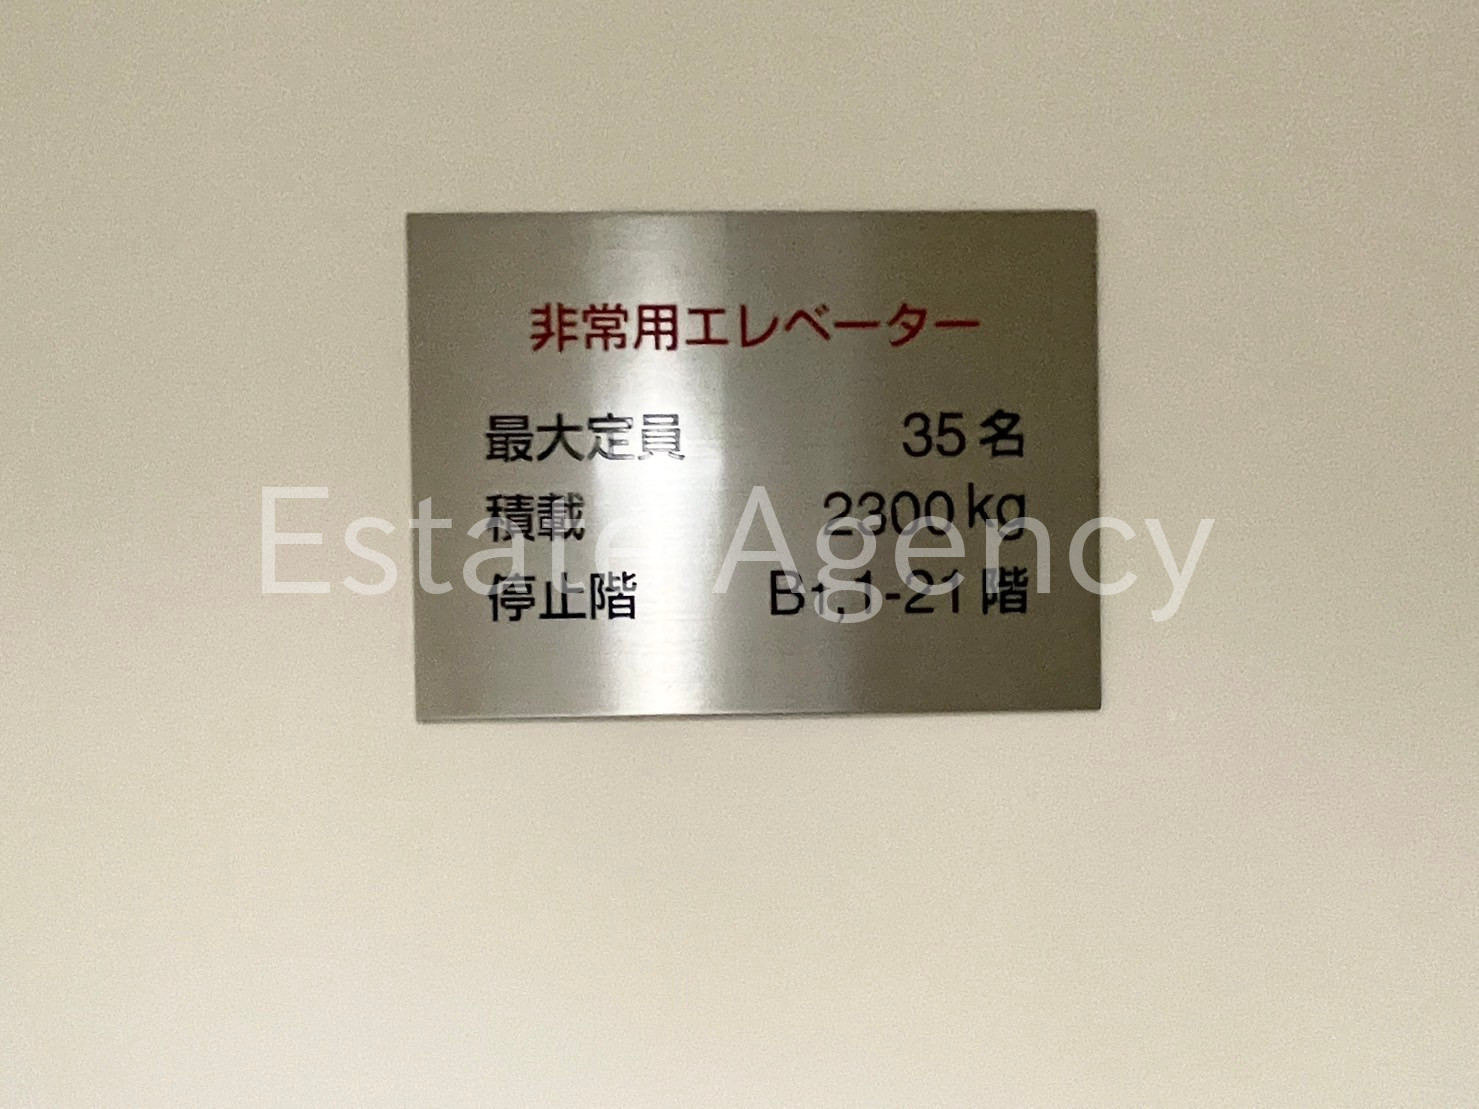 非常用エレベーター
最大定員 35名
積載 2300kg
Estate Agency
停止階 B1,1-21階